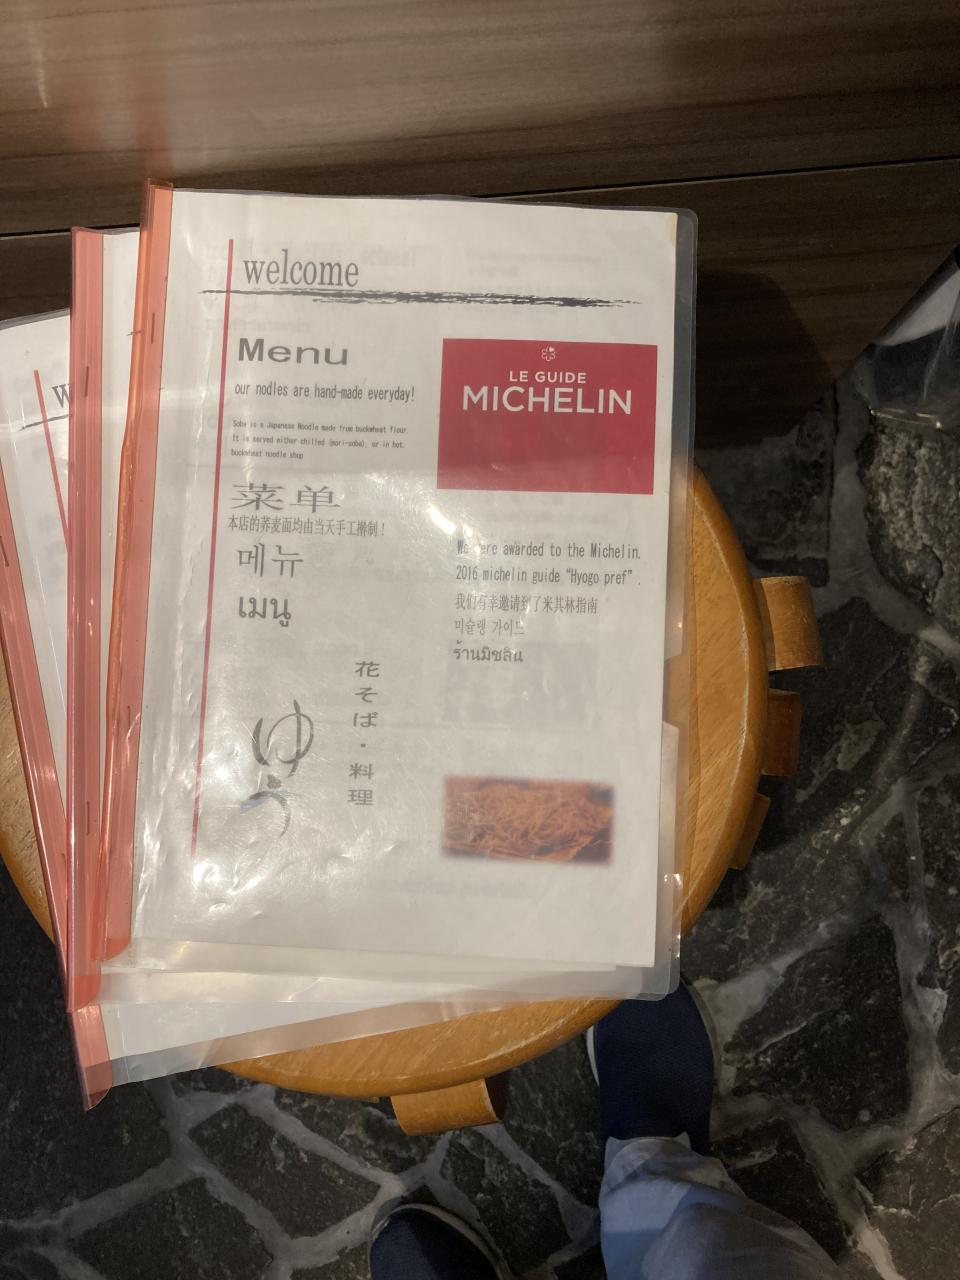 welcome
Menu
our nodles are hand-made everyday!
Soba is a Japanese Noodle made from buckwheat flour.
It is served either chilled (mori-soba), or in hot.
buckwheat noodle shop
菜单
本店的荞麦面均由当天手工擀制！
메뉴
เมนู
花そば・料理
ゆう
LE GUIDE
MICHELIN
We were awarded to the Michelin.
2016 michelin guide “Hyogo pref”.
我们有幸邀请到了米其林指南
미슐랭 가이드
ร้านมิชลิน
w